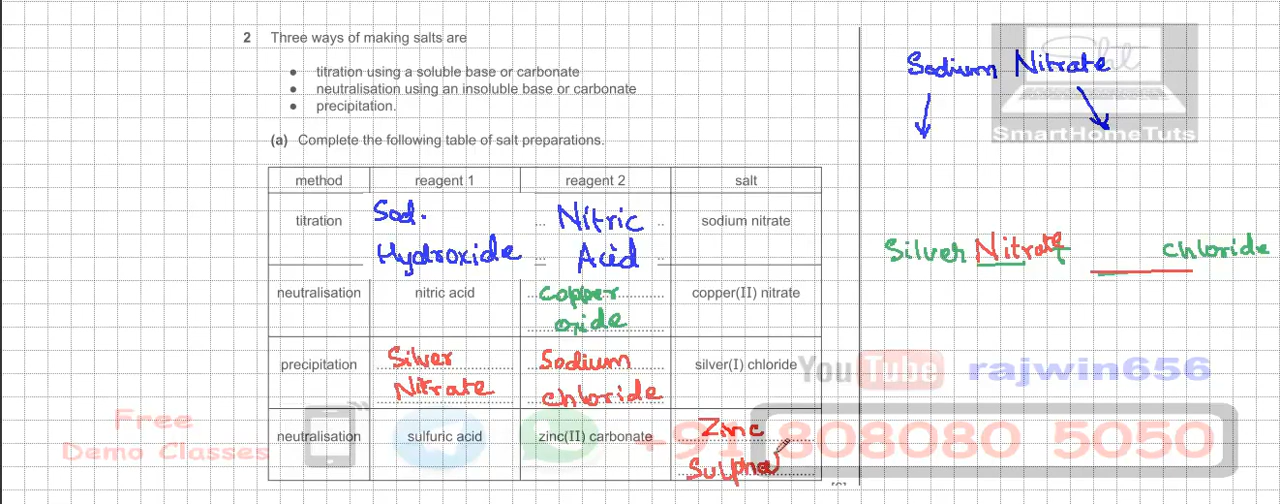 2 Three ways of making salts are
• titration using a soluble base or carbonate
• neutralisation using an insoluble base or carbonate
• precipitation.
(a) Complete the following table of salt preparations.
method reagent 1 reagent 2 salt
titration Sod. Hydroxide Nitric Acid sodium nitrate
neutralisation nitric acid copper oxide copper(II) nitrate
precipitation Silver Nitrate Sodium chloride silver(I) chloride
neutralisation sulfuric acid zinc(II) carbonate Zinc Sulpha
Sodium Nitrate
SmartHomeTuts
Silver Nitrate chloride
YouTube rajwin656
Free
Demo Classes
+91 808080 5050